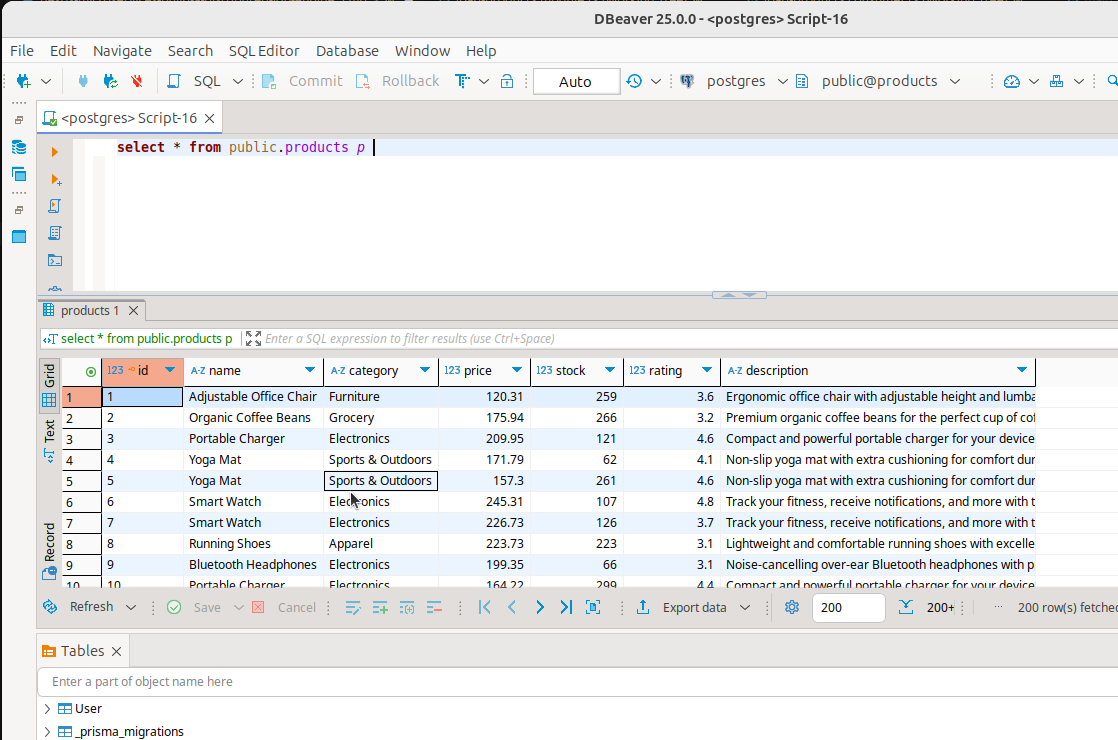 DBeaver 25.0.0 - <postgres> Script-16
File Edit Navigate Search SQL Editor Database Window Help
SQL Commit Rollback Auto postgres public@products
<postgres> Script-16
select * from public.products p
products 1
select * from public.products p Enter a SQL expression to filter results (use Ctrl+Space)
Grid
Text
Record
123 id A-Z name A-Z category 123 price 123 stock 123 rating A-Z description
1 1 Adjustable Office Chair Furniture 120.31 259 3.6 Ergonomic office chair with adjustable height and lumba
2 2 Organic Coffee Beans Grocery 175.94 266 3.2 Premium organic coffee beans for the perfect cup of cof
3 3 Portable Charger Electronics 209.95 121 4.6 Compact and powerful portable charger for your device
4 4 Yoga Mat Sports & Outdoors 171.79 62 4.1 Non-slip yoga mat with extra cushioning for comfort dur
5 5 Yoga Mat Sports & Outdoors 157.3 261 4.6 Non-slip yoga mat with extra cushioning for comfort dur
6 6 Smart Watch Electronics 245.31 107 4.8 Track your fitness, receive notifications, and more with t
7 7 Smart Watch Electronics 226.73 126 3.7 Track your fitness, receive notifications, and more with t
8 8 Running Shoes Apparel 223.73 223 3.1 Lightweight and comfortable running shoes with excelle
9 9 Bluetooth Headphones Electronics 199.35 66 3.1 Noise-cancelling over-ear Bluetooth headphones with p
10 10 Portable Charger Electronics 164.22 299 4.4 Compact and powerful portable charger for your device
Refresh Save Cancel Export data 200 200+ ... 200 row(s) fetched
Tables
Enter a part of object name here
User
_prisma_migrations